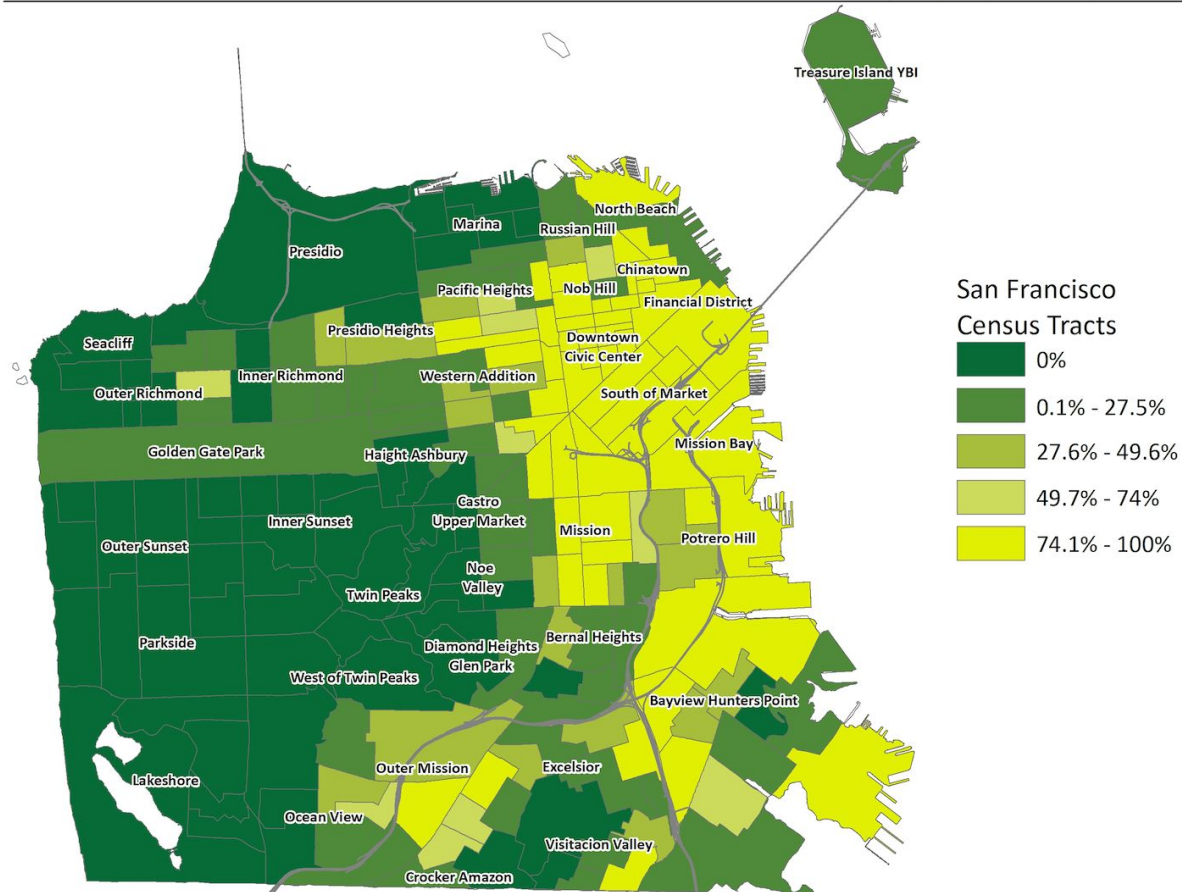 Treasure Island YBI
North Beach
Marina
Russian Hill
Presidio
Chinatown
Pacific Heights
Nob Hill
Financial District
Presidio Heights
Seacliff
Downtown
Civic Center
Inner Richmond
Western Addition
Outer Richmond
South of Market
Mission Bay
Golden Gate Park
Haight Ashbury
Castro
Upper Market
Inner Sunset
Mission
Potrero Hill
Outer Sunset
Noe
Valley
Twin Peaks
Bernal Heights
Parkside
Diamond Heights
Glen Park
West of Twin Peaks
Bayview Hunters Point
Outer Mission
Excelsior
Lakeshore
Ocean View
Visitacion Valley
Crocker Amazon
San Francisco
Census Tracts
0%
0.1% - 27.5%
27.6% - 49.6%
49.7% - 74%
74.1% - 100%